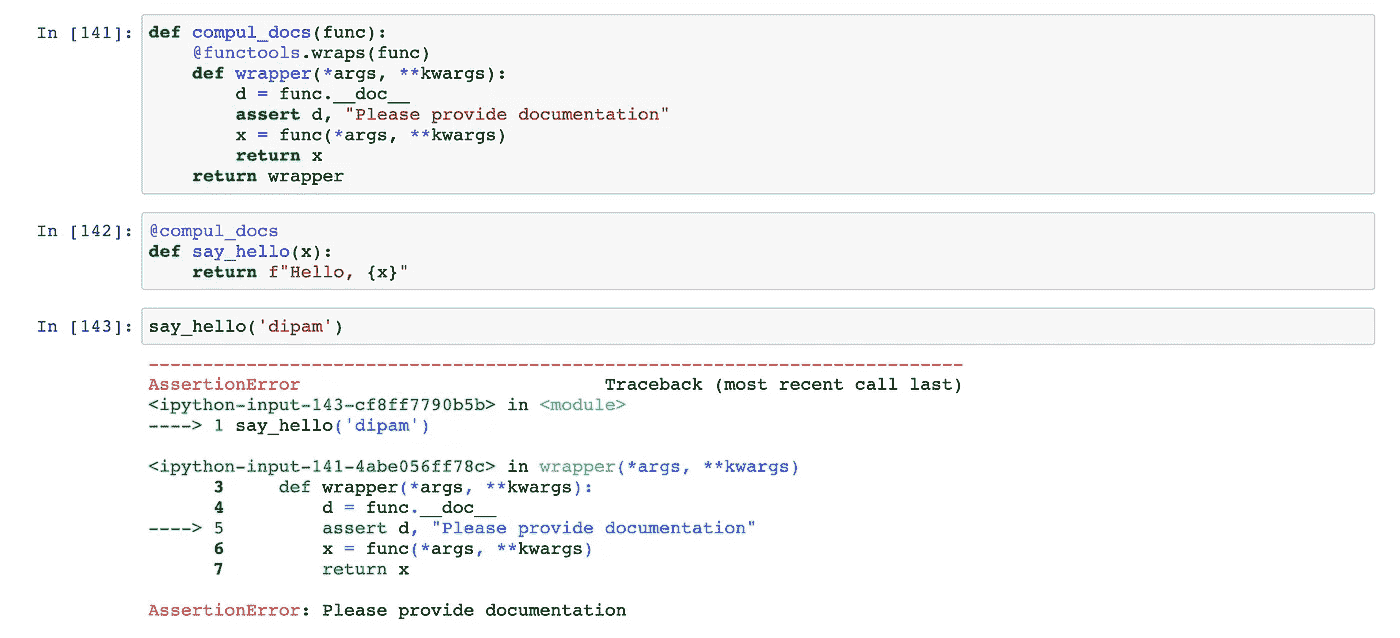 In [141]: def compul_docs(func):
    @functools.wraps(func)
    def wrapper(*args, **kwargs):
        d = func.__doc__
        assert d, "Please provide documentation"
        x = func(*args, **kwargs)
        return x
    return wrapper
In [142]: @compul_docs
def say_hello(x):
    return f"Hello, {x}"
In [143]: say_hello('dipam')
---------------------------------------------------------------------------
AssertionError                            Traceback (most recent call last)
<ipython-input-143-cf8ff7790b5b> in <module>
----> 1 say_hello('dipam')
<ipython-input-141-4abe056ff78c> in wrapper(*args, **kwargs)
      3     def wrapper(*args, **kwargs):
      4         d = func.__doc__
----> 5         assert d, "Please provide documentation"
      6         x = func(*args, **kwargs)
      7         return x
AssertionError: Please provide documentation